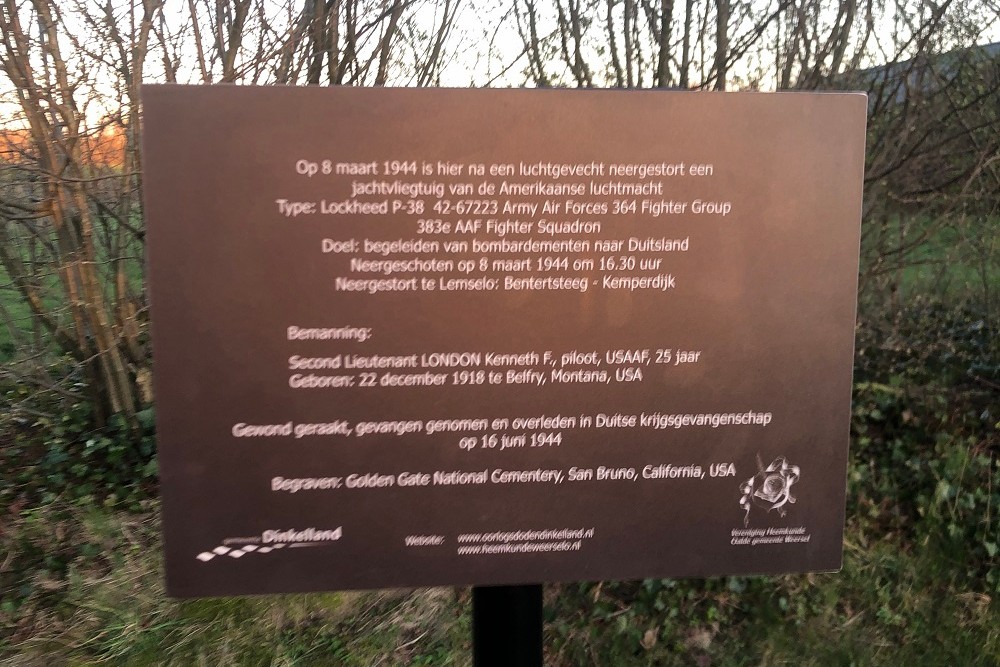 Op 8 maart 1944 is hier na een luchtgevecht neergestort een
jachtvliegtuig van de Amerikaanse luchtmacht
Type: Lockheed P-38 42-67223 Army Air Forces 364 Fighter Group
383e AAF Fighter Squadron
Doel: begeleiden van bombardementen naar Duitsland
Neergeschoten op 8 maart 1944 om 16.30 uur
Neergestort te Lemselo: Bentertsteeg - Kemperdijk
Bemanning:
Second Lieutenant LONDON Kenneth F., piloot, USAAF, 25 jaar
Geboren: 22 december 1918 te Belfry, Montana, USA
Gewond geraakt, gevangen genomen en overleden in Duitse krijgsgevangenschap
op 16 juni 1944
Begraven: Golden Gate National Cementery, San Bruno, California, USA
Dinkelland
Website: www.oorlogsdodendinkelland.nl
www.heemkundeweerselo.nl
Vereniging Heemkunde
Oude gemeente Weersel